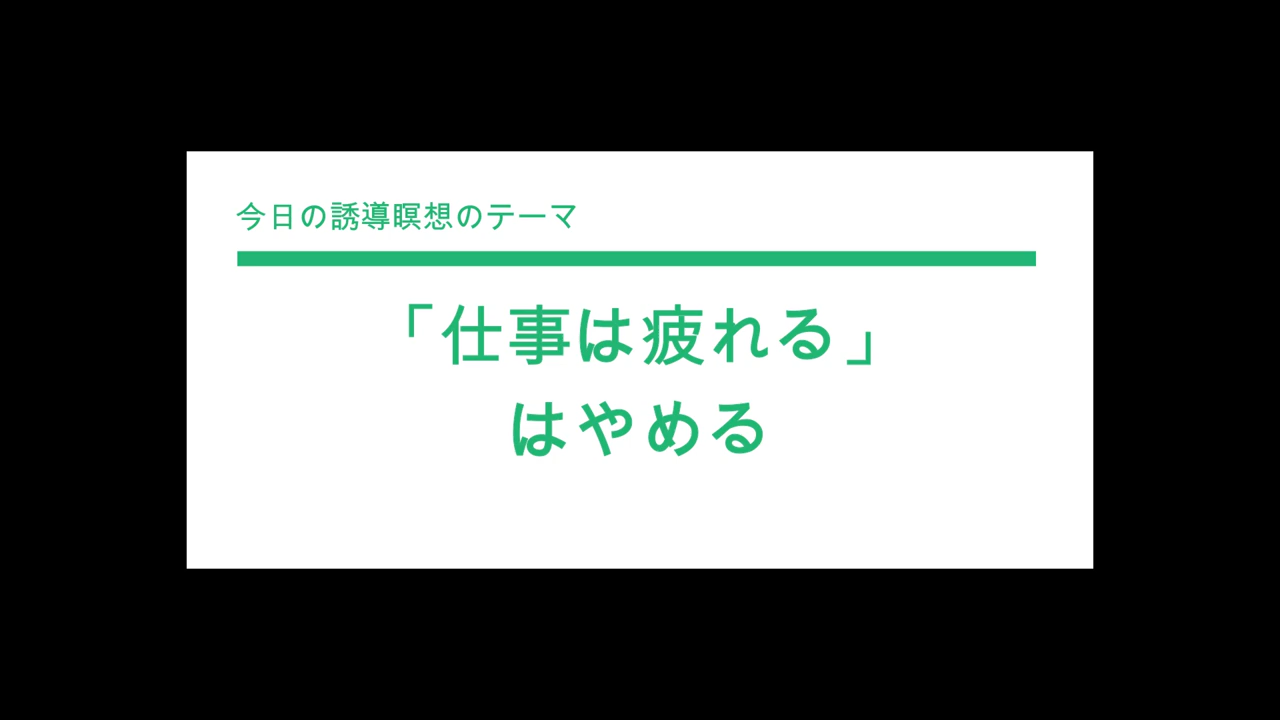 今日の誘導瞑想のテーマ
「仕事は疲れる」
はやめる